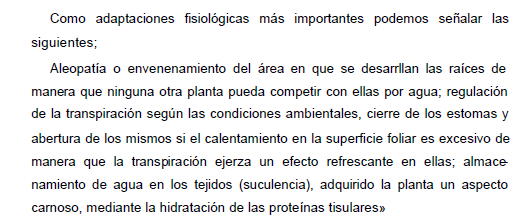 Como adaptaciones fisiológicas más importantes podemos señalar las
siguientes;
Aleopatía o envenenamiento del área en que se desarrllan las raíces de
manera que ninguna otra planta pueda competir con ellas por agua; regulación
de la transpiración según las condiciones ambientales, cierre de los estomas y
abertura de los mismos si el calentamiento en la superficie foliar es excesivo de
manera que la transpiración ejerza un efecto refrescante en ellas; almace-
namiento de agua en los tejidos (suculencia), adquirido la planta un aspecto
carnoso, mediante la hidratación de las proteínas tisulares»